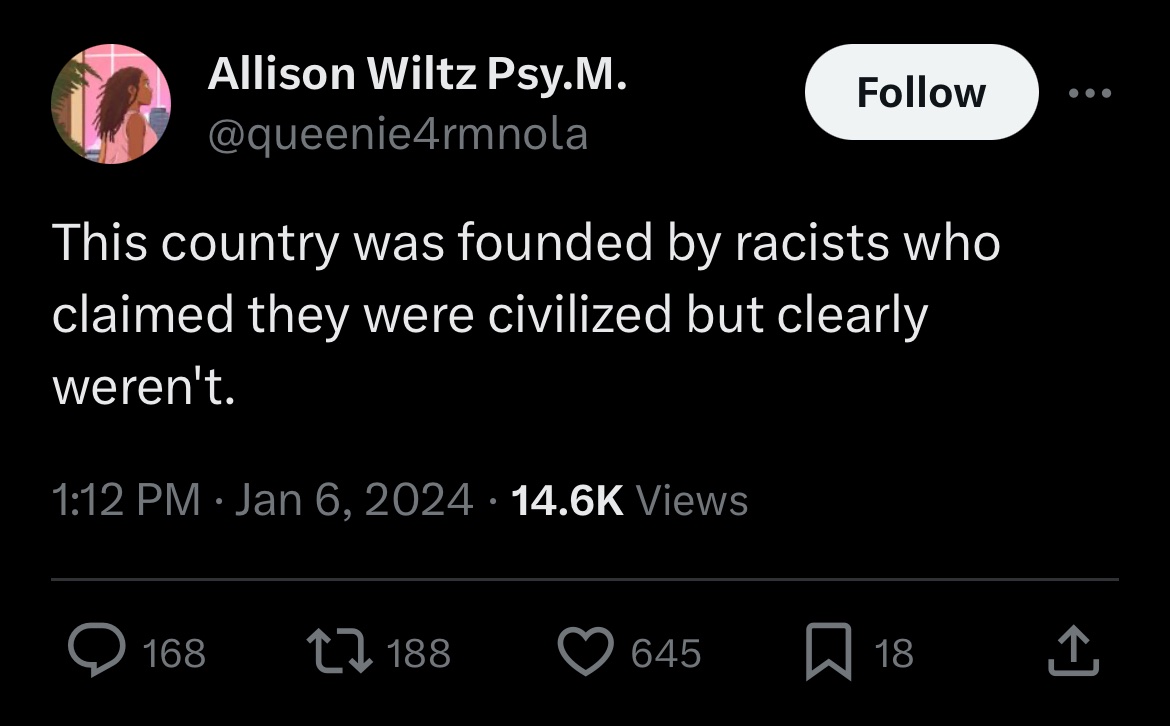 Allison Wiltz Psy.M.
@queenie4rmnola
Follow
This country was founded by racists who
claimed they were civilized but clearly
weren't.
1:12 PM · Jan 6, 2024 · 14.6K Views
168 188 645 18